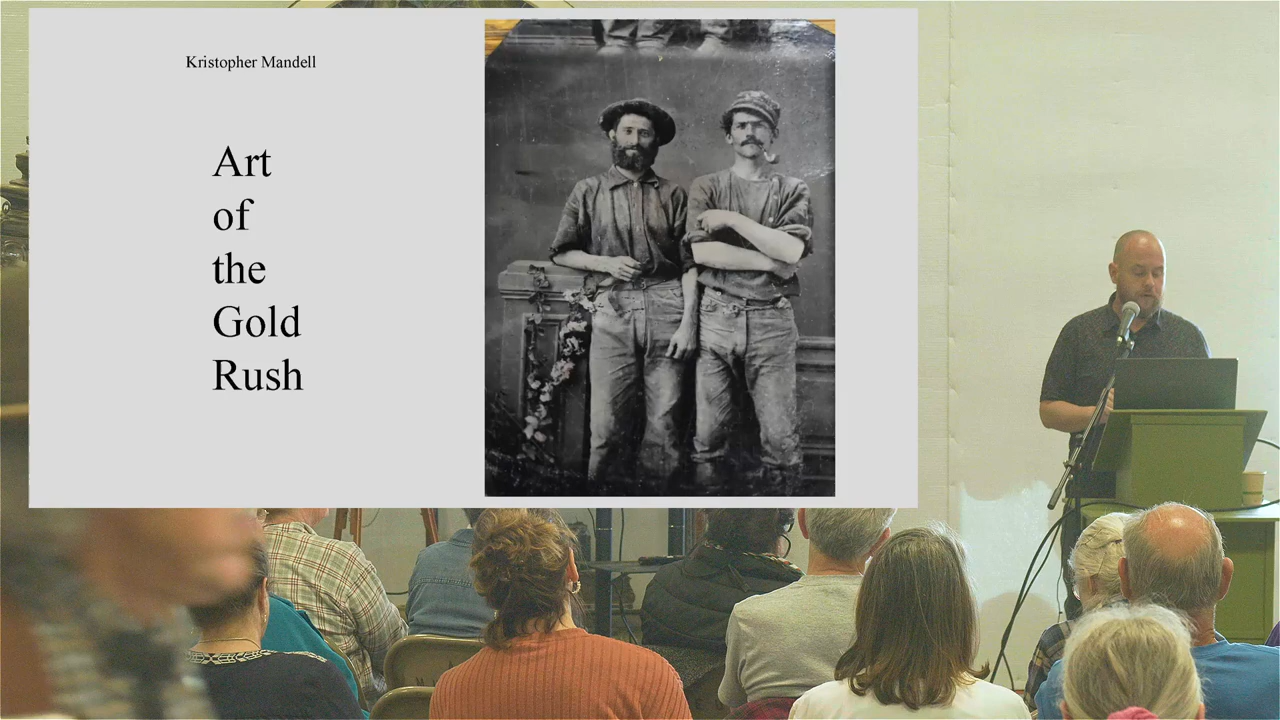 Kristopher Mandell
Art
of
the
Gold
Rush